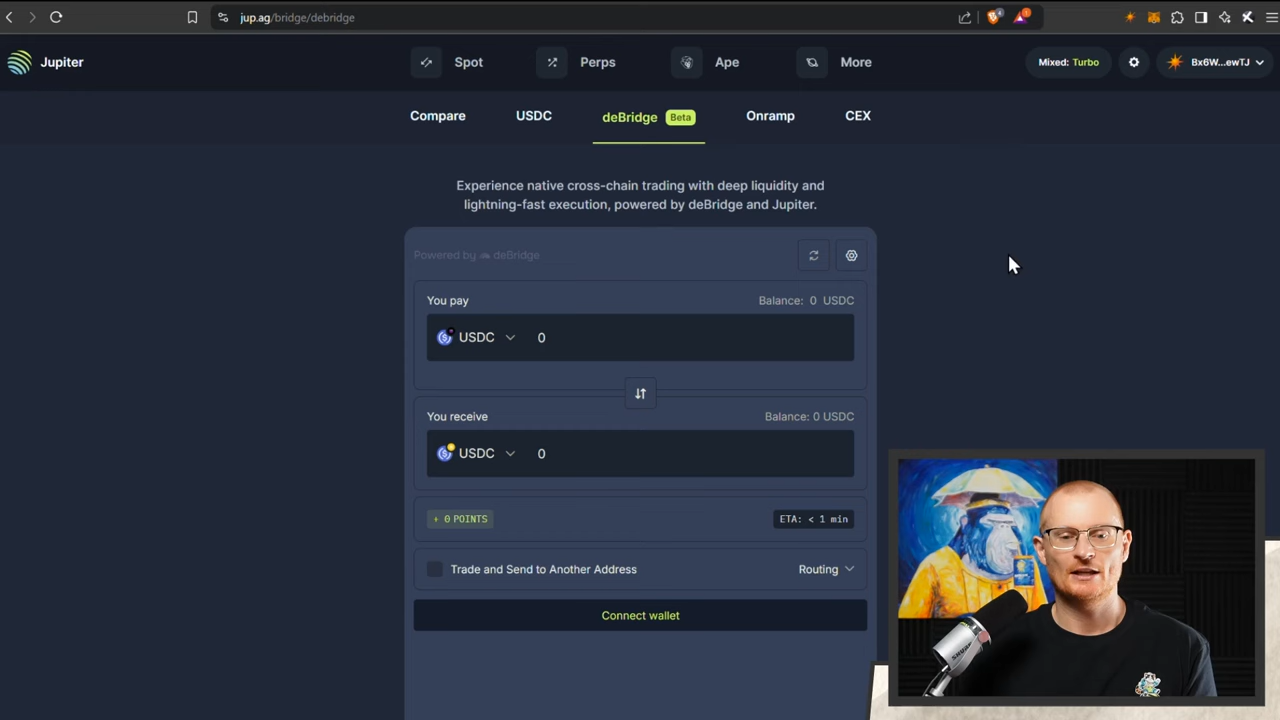 jup.ag/bridge/debridge
Jupiter
Spot
Perps
Ape
More
Mixed: Turbo
Bx6W...ewTJ
Compare
USDC
deBridge Beta
Onramp
CEX
Experience native cross-chain trading with deep liquidity and
lightning-fast execution, powered by deBridge and Jupiter.
Powered by deBridge
You pay
Balance: 0 USDC
USDC
0
You receive
Balance: 0 USDC
USDC
0
+ 0 POINTS
ETA: < 1 min
Trade and Send to Another Address
Routing
Connect wallet